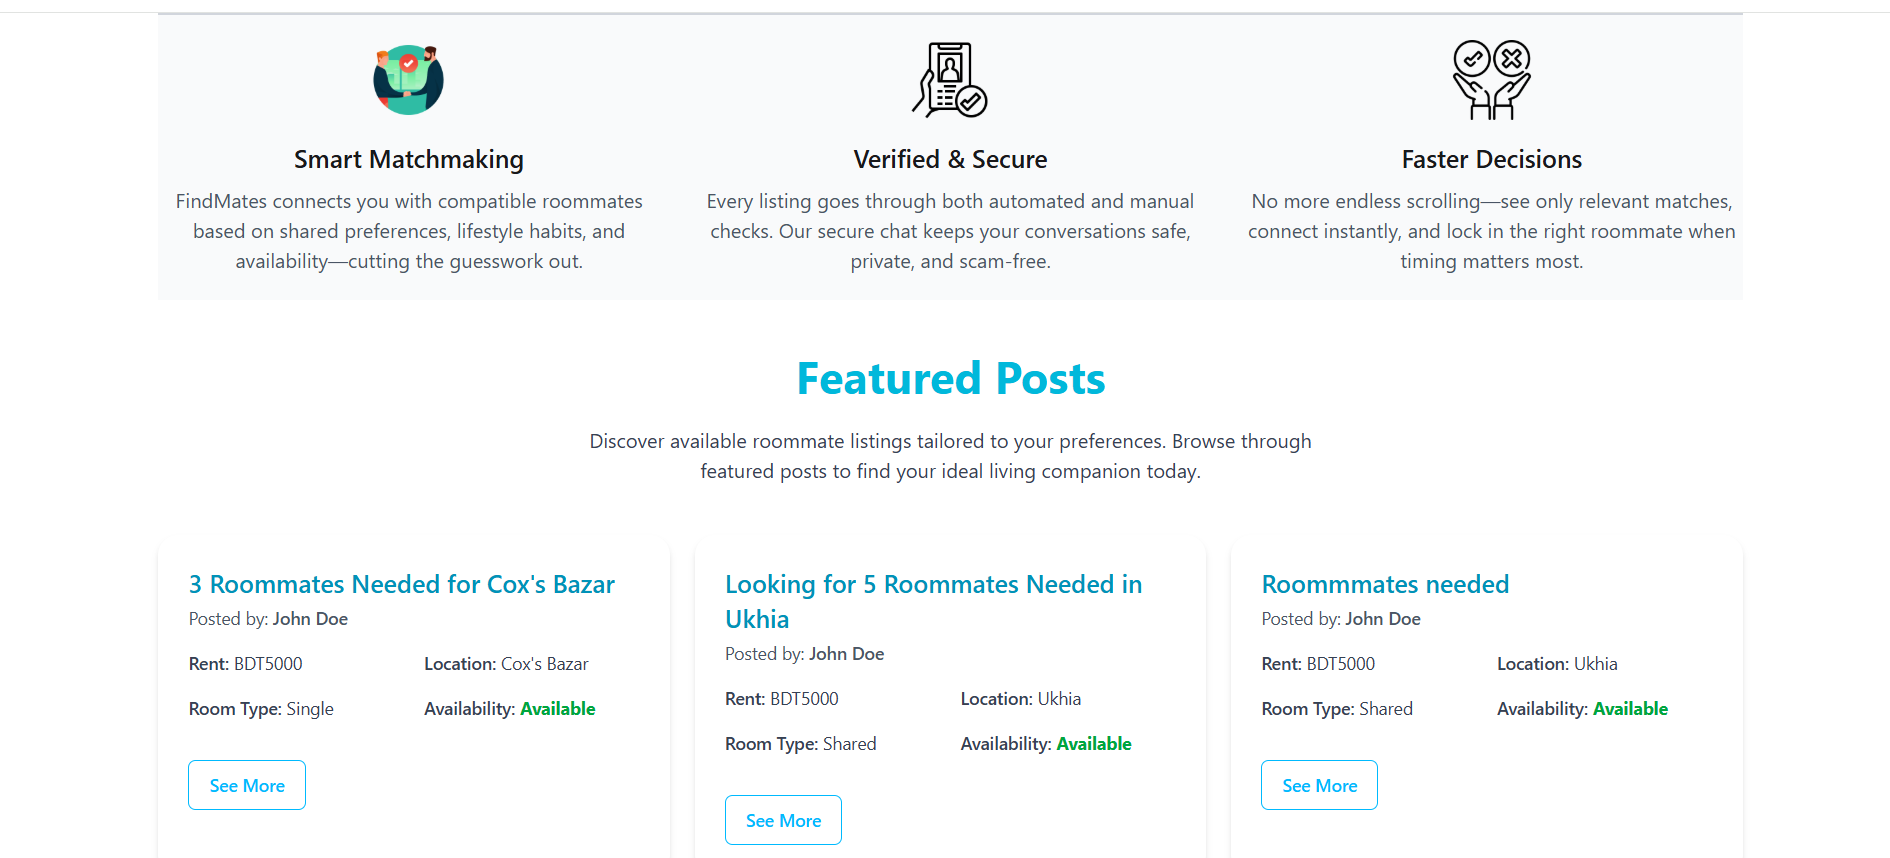 Smart Matchmaking
FindMates connects you with compatible roommates
based on shared preferences, lifestyle habits, and
availability—cutting the guesswork out.
Verified & Secure
Every listing goes through both automated and manual
checks. Our secure chat keeps your conversations safe,
private, and scam-free.
Faster Decisions
No more endless scrolling—see only relevant matches,
connect instantly, and lock in the right roommate when
timing matters most.
Featured Posts
Discover available roommate listings tailored to your preferences. Browse through
featured posts to find your ideal living companion today.
3 Roommates Needed for Cox's Bazar
Posted by: John Doe
Rent: BDT5000
Location: Cox's Bazar
Room Type: Single
Availability: Available
See More
Looking for 5 Roommates Needed in
Ukhia
Posted by: John Doe
Rent: BDT5000
Location: Ukhia
Room Type: Shared
Availability: Available
See More
Roommmates needed
Posted by: John Doe
Rent: BDT5000
Location: Ukhia
Room Type: Shared
Availability: Available
See More